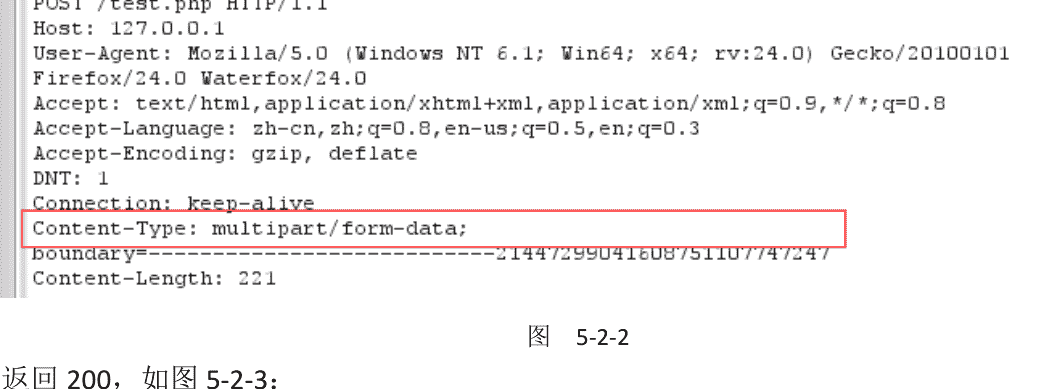 POST /test.php HTTP/1.1
Host: 127.0.0.1
User-Agent: Mozilla/5.0 (Windows NT 6.1; Win64; x64; rv:24.0) Gecko/20100101
Firefox/24.0 Waterfox/24.0
Accept: text/html,application/xhtml+xml,application/xml;q=0.9,*/*;q=0.8
Accept-Language: zh-cn,zh;q=0.8,en-us;q=0.5,en;q=0.3
Accept-Encoding: gzip, deflate
DNT: 1
Connection: keep-alive
Content-Type: multipart/form-data;
boundary=---------------------------21447299041608751107747247
Content-Length: 221
图 5-2-2
返回 200，如图 5-2-3：